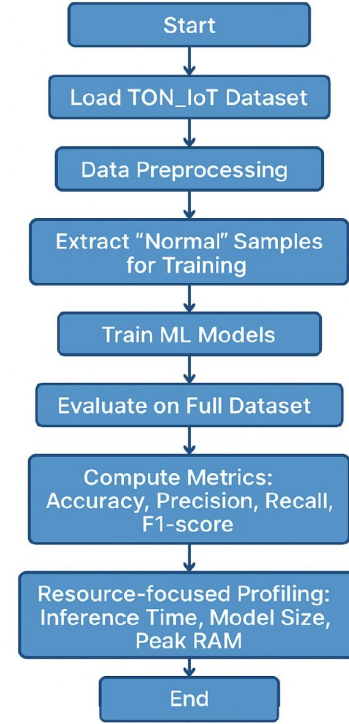 Start
Load TON_IoT Dataset
Data Preprocessing
Extract “Normal” Samples
for Training
Train ML Models
Evaluate on Full Dataset
Compute Metrics:
Accuracy, Precision, Recall,
F1-score
Resource-focused Profiling:
Inference Time, Model Size,
Peak RAM
End